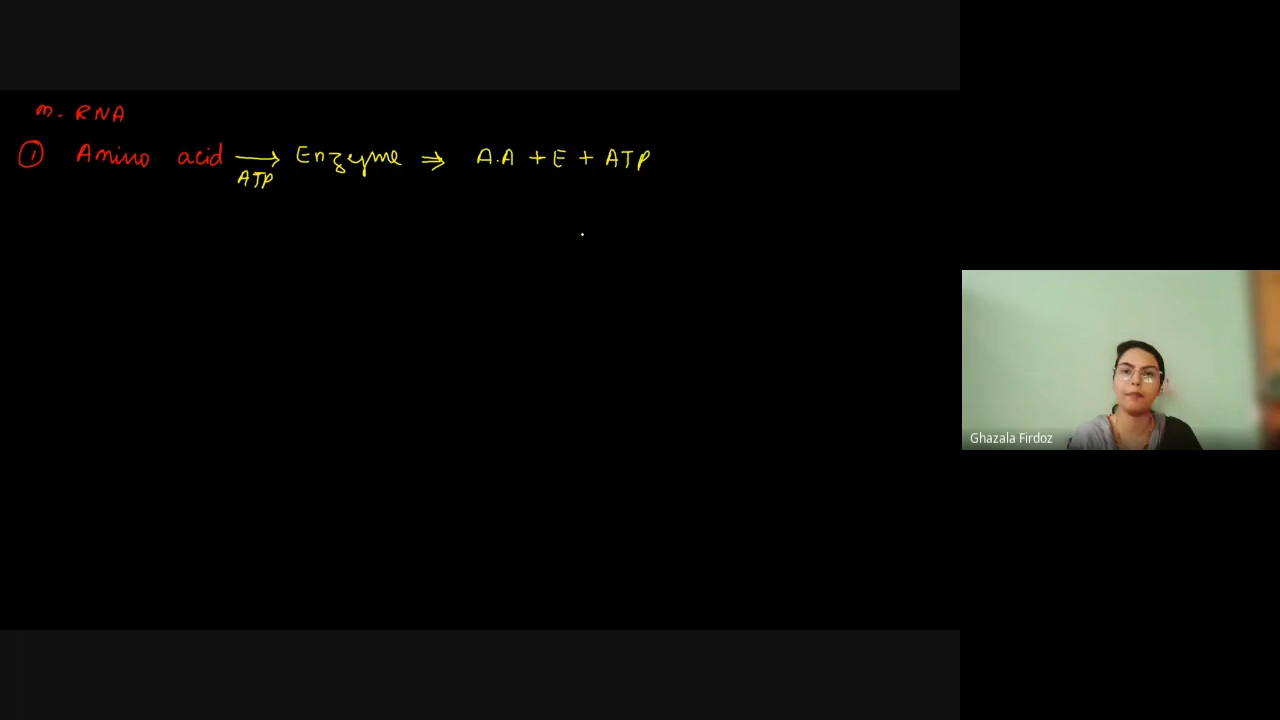 m. RNA
① Amino acid ⟶ Enzyme ⇒ A.A + E + ATP
ATP
Ghazala Firdoz